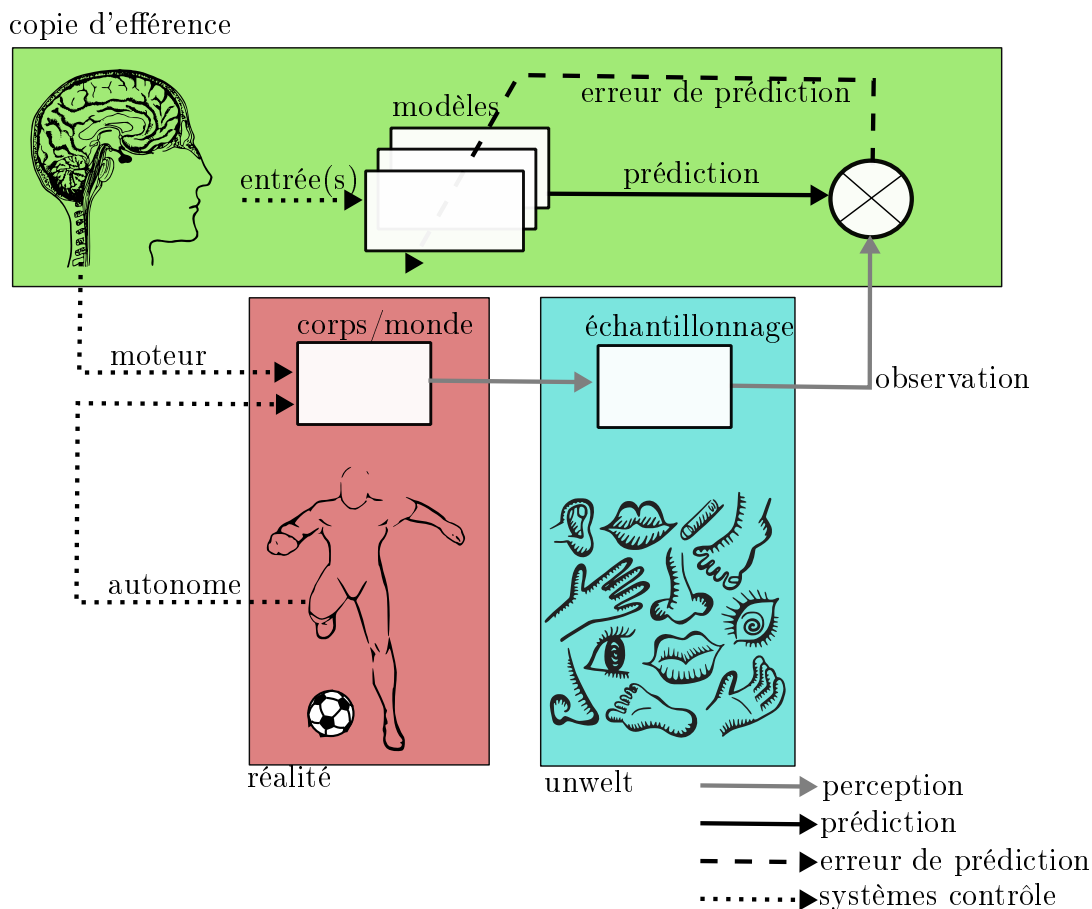 copie d'efférence
modèles
erreur de prédiction
entrée(s)
prédiction
corps/monde
échantillonnage
moteur
observation
autonome
réalité
unwelt
perception
prédiction
erreur de prédiction
systèmes contrôle